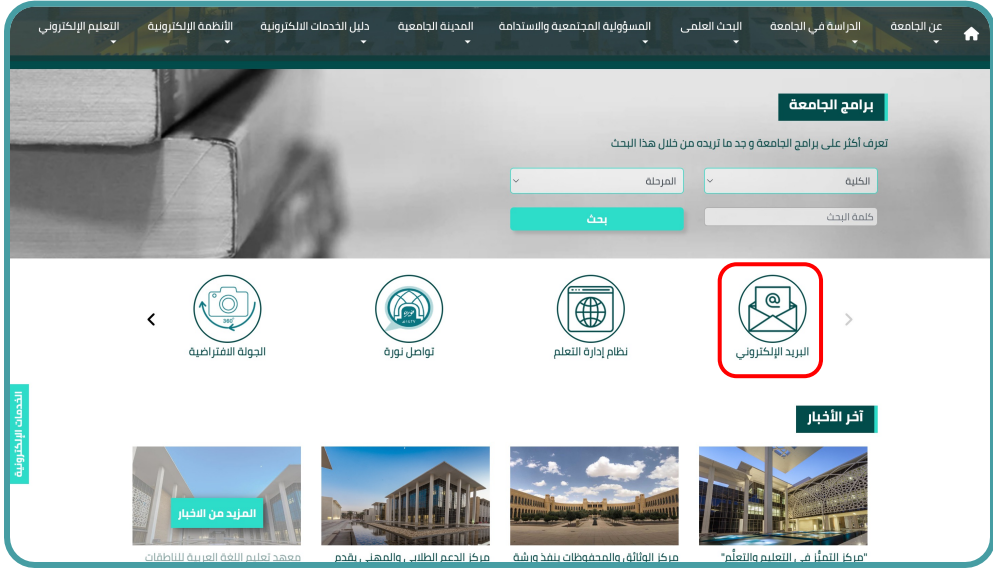 عن الجامعة
الدراسة في الجامعة
البحث العلمي
المسؤولية المجتمعية والاستدامة
المدينة الجامعية
دليل الخدمات الالكترونية
الأنظمة الإلكترونية
التعليم الإلكتروني
برامج الجامعة
تعرف أكثر على برامج الجامعة و جد ما تريده من خلال هذا البحث
الكلية
المرحلة
كلمة البحث
بحث
البريد الإلكتروني
نظام إدارة التعلم
تواصل نورة
360°
الجولة الافتراضية
الخدمات الإلكترونية
آخر الأخبار
المزيد من الاخبار
"مركز التميُّز في التعليم والتعلُّم"
مركز الوثائق والمحفوظات ينفذ ورشة
مركز الدعم الطلابي والمهني يقدم
معهد تعليم اللغة العربية للناطقات